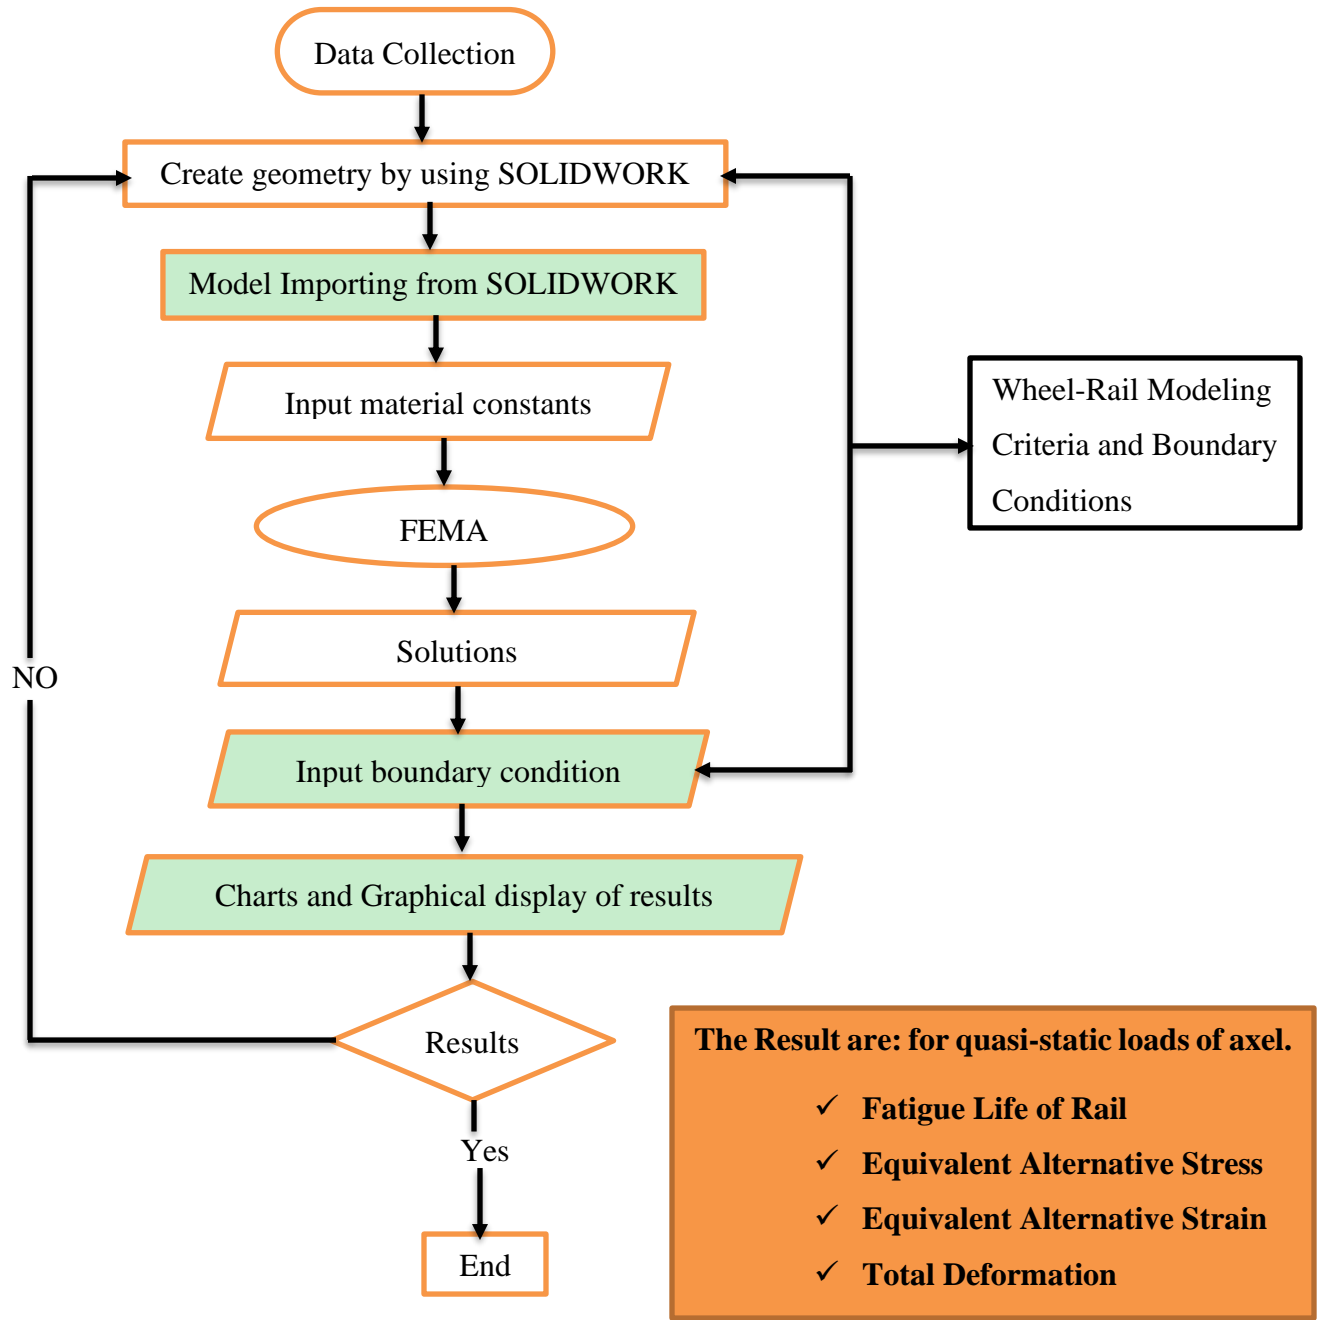 Data Collection
Create geometry by using SOLIDWORK
Model Importing from SOLIDWORK
Input material constants
Wheel-Rail Modeling
Criteria and Boundary
Conditions
FEMA
Solutions
NO
Input boundary condition
Charts and Graphical display of results
Results
Yes
End
The Result are: for quasi-static loads of axel.
✓ Fatigue Life of Rail
✓ Equivalent Alternative Stress
✓ Equivalent Alternative Strain
✓ Total Deformation